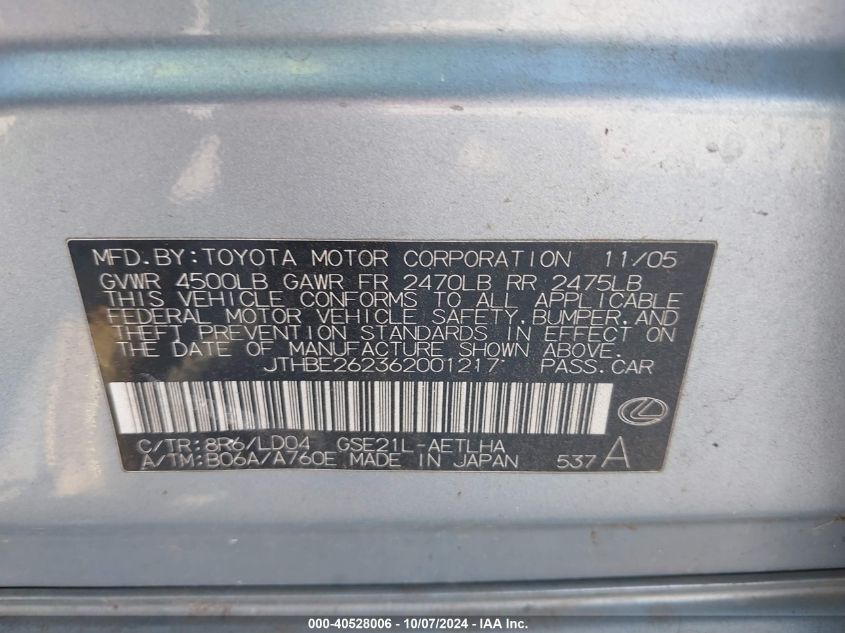 MFD.BY:TOYOTA MOTOR CORPORATION 11/05
GVWR 4500LB GAWR FR 2470LB RR 2475LB
THIS VEHICLE CONFORMS TO ALL APPLICABLE
FEDERAL MOTOR VEHICLE SAFETY,BUMPER,AND
THEFT PREVENTION STANDARDS IN EFFECT ON
THE DATE OF MANUFACTURE SHOWN ABOVE.
JTHBE262362001217 PASS.CAR
C/TR:8R6/LD04 GSE21L-AETLHA
A/TM:B06A/A760E MADE IN JAPAN 537 A
000-40528006 - 10/07/2024 - IAA Inc.